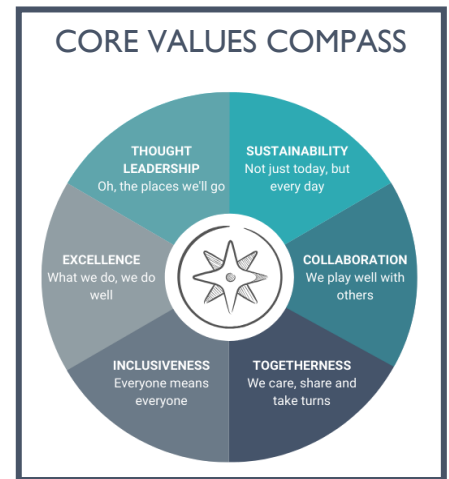 CORE VALUES COMPASS
THOUGHT
LEADERSHIP
Oh, the places we'll go
SUSTAINABILITY
Not just today, but
every day
EXCELLENCE
What we do, we do
well
COLLABORATION
We play well with
others
INCLUSIVENESS
Everyone means
everyone
TOGETHERNESS
We care, share and
take turns